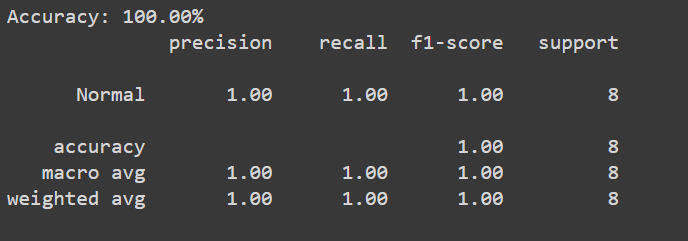 Accuracy: 100.00%
precision recall f1-score support
Normal 1.00 1.00 1.00 8
accuracy 1.00 8
macro avg 1.00 1.00 1.00 8
weighted avg 1.00 1.00 1.00 8